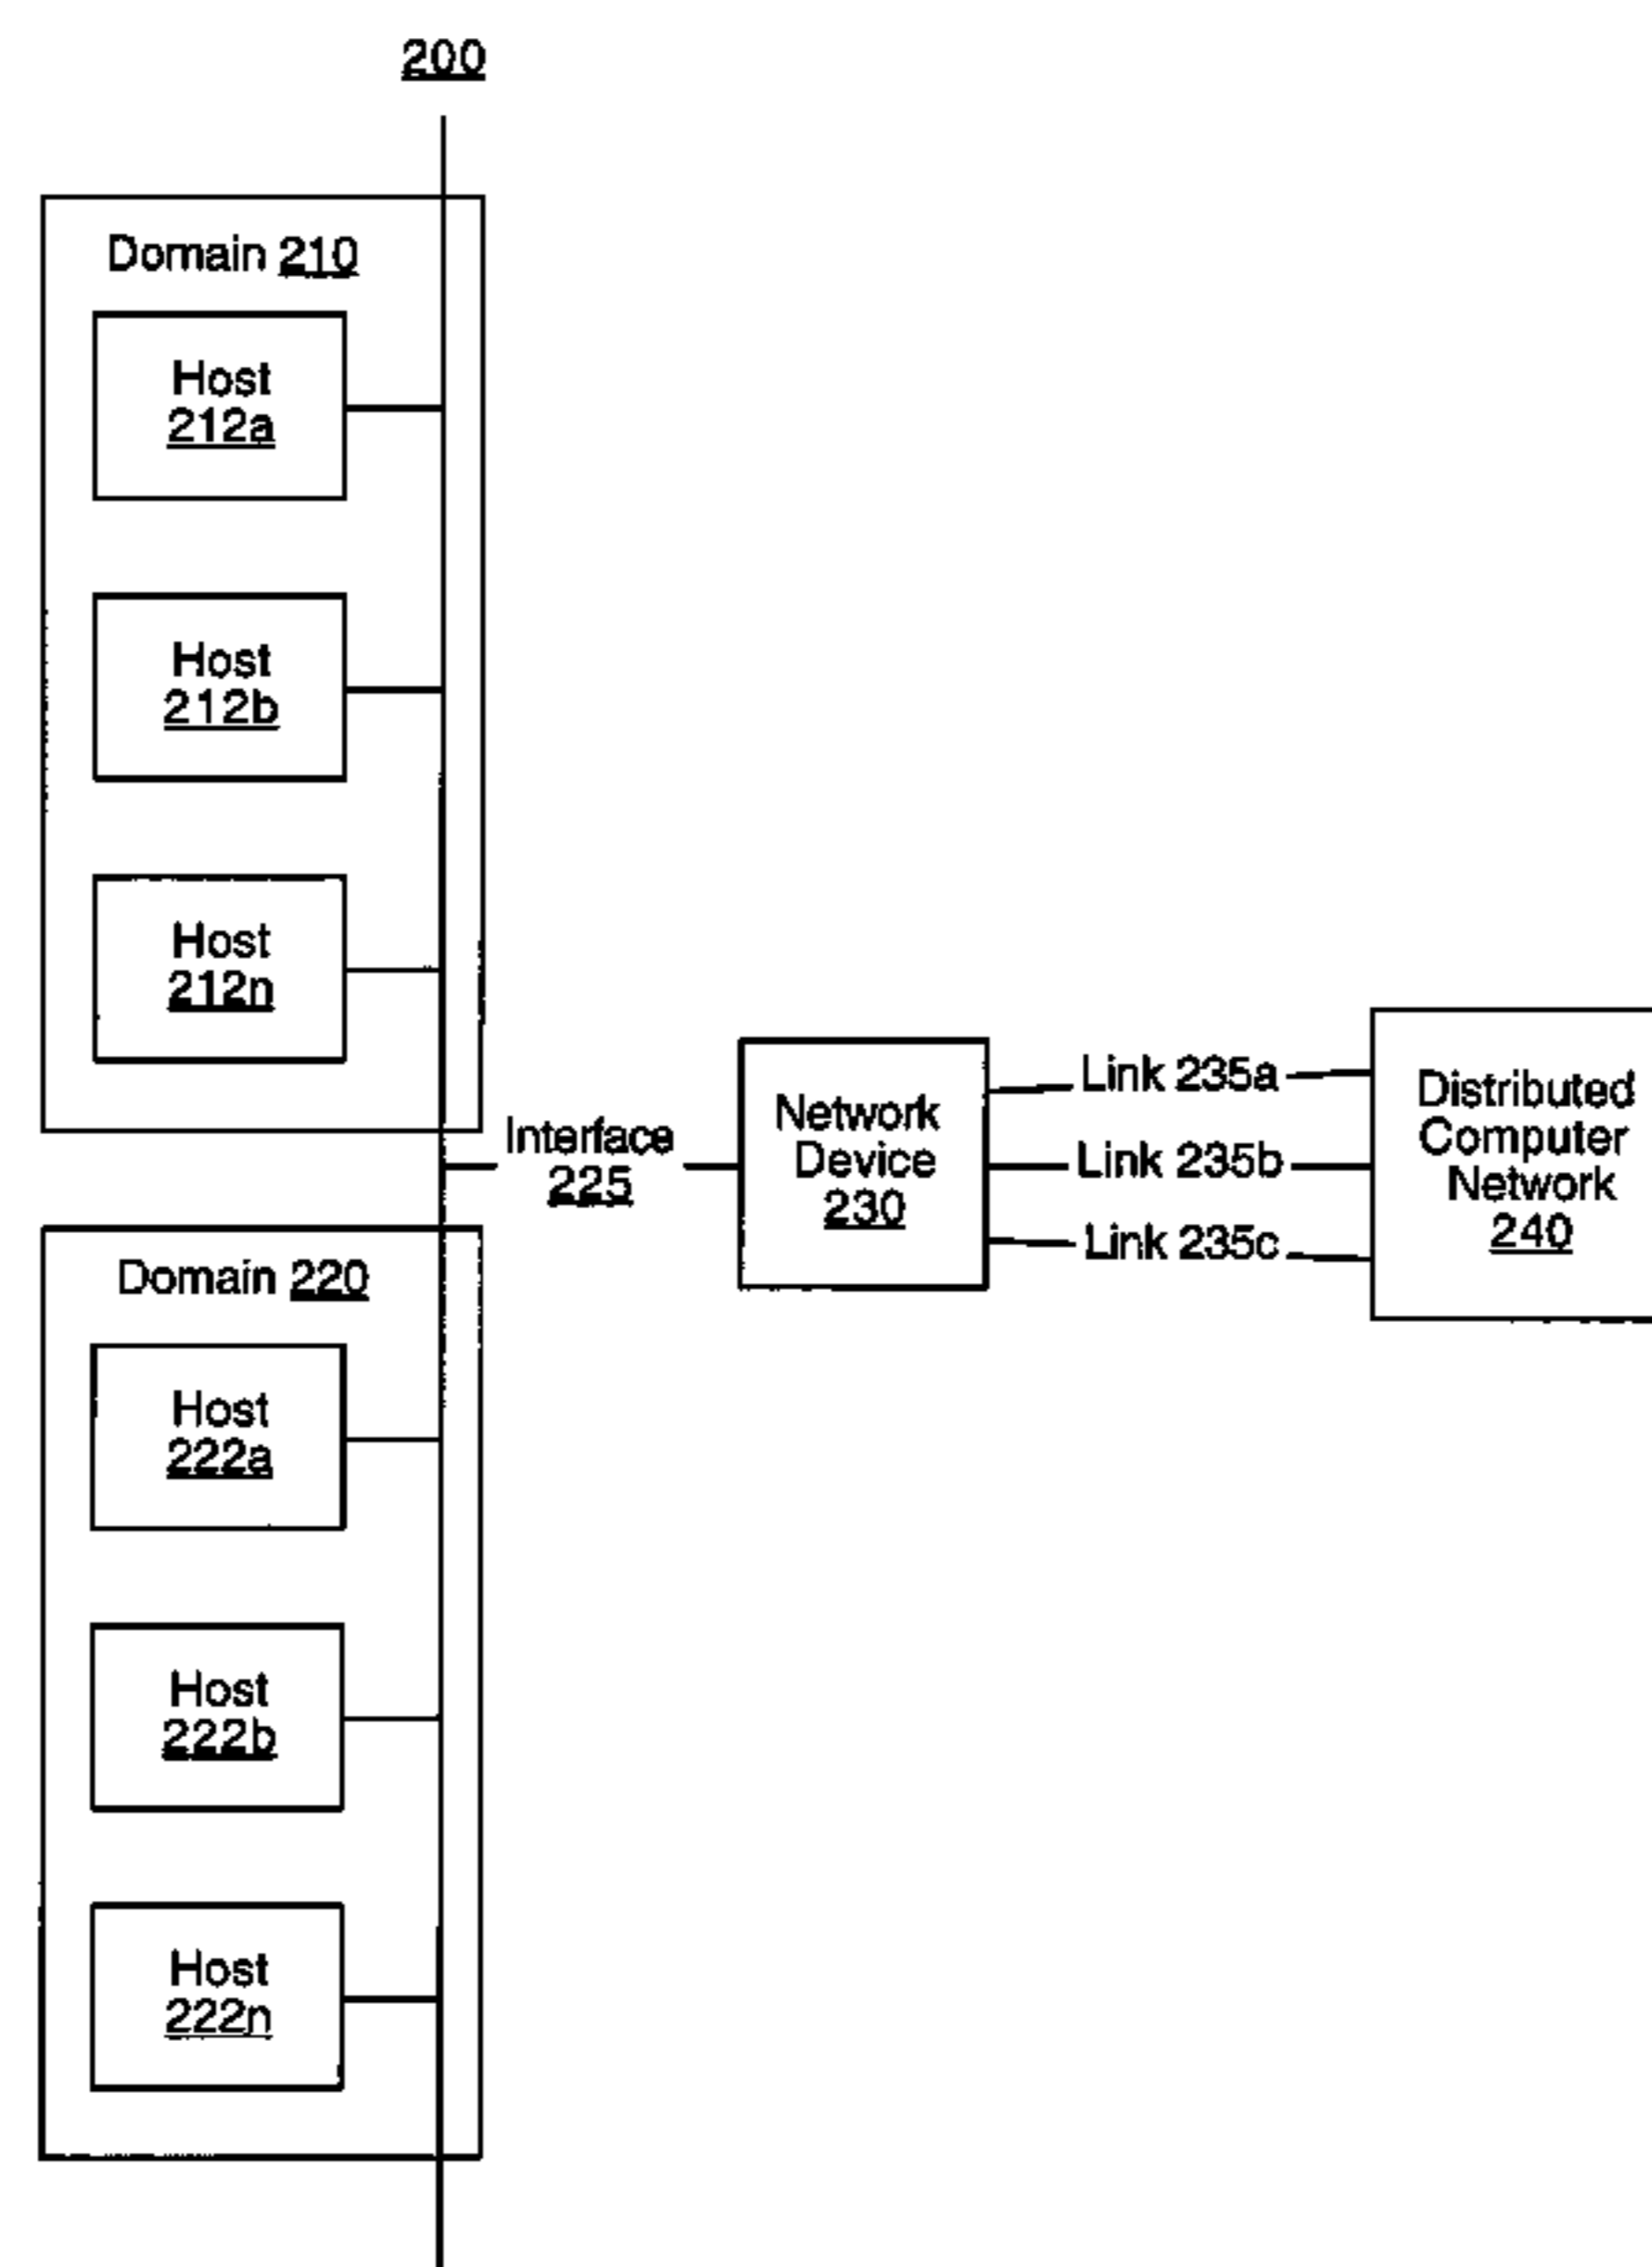 200
Domain 210
Host
212a
Host
212b
Host
212n
Interface
225
Network
Device
230
Link 235a
Link 235b
Link 235c
Distributed
Computer
Network
240
Domain 220
Host
222a
Host
222b
Host
222n